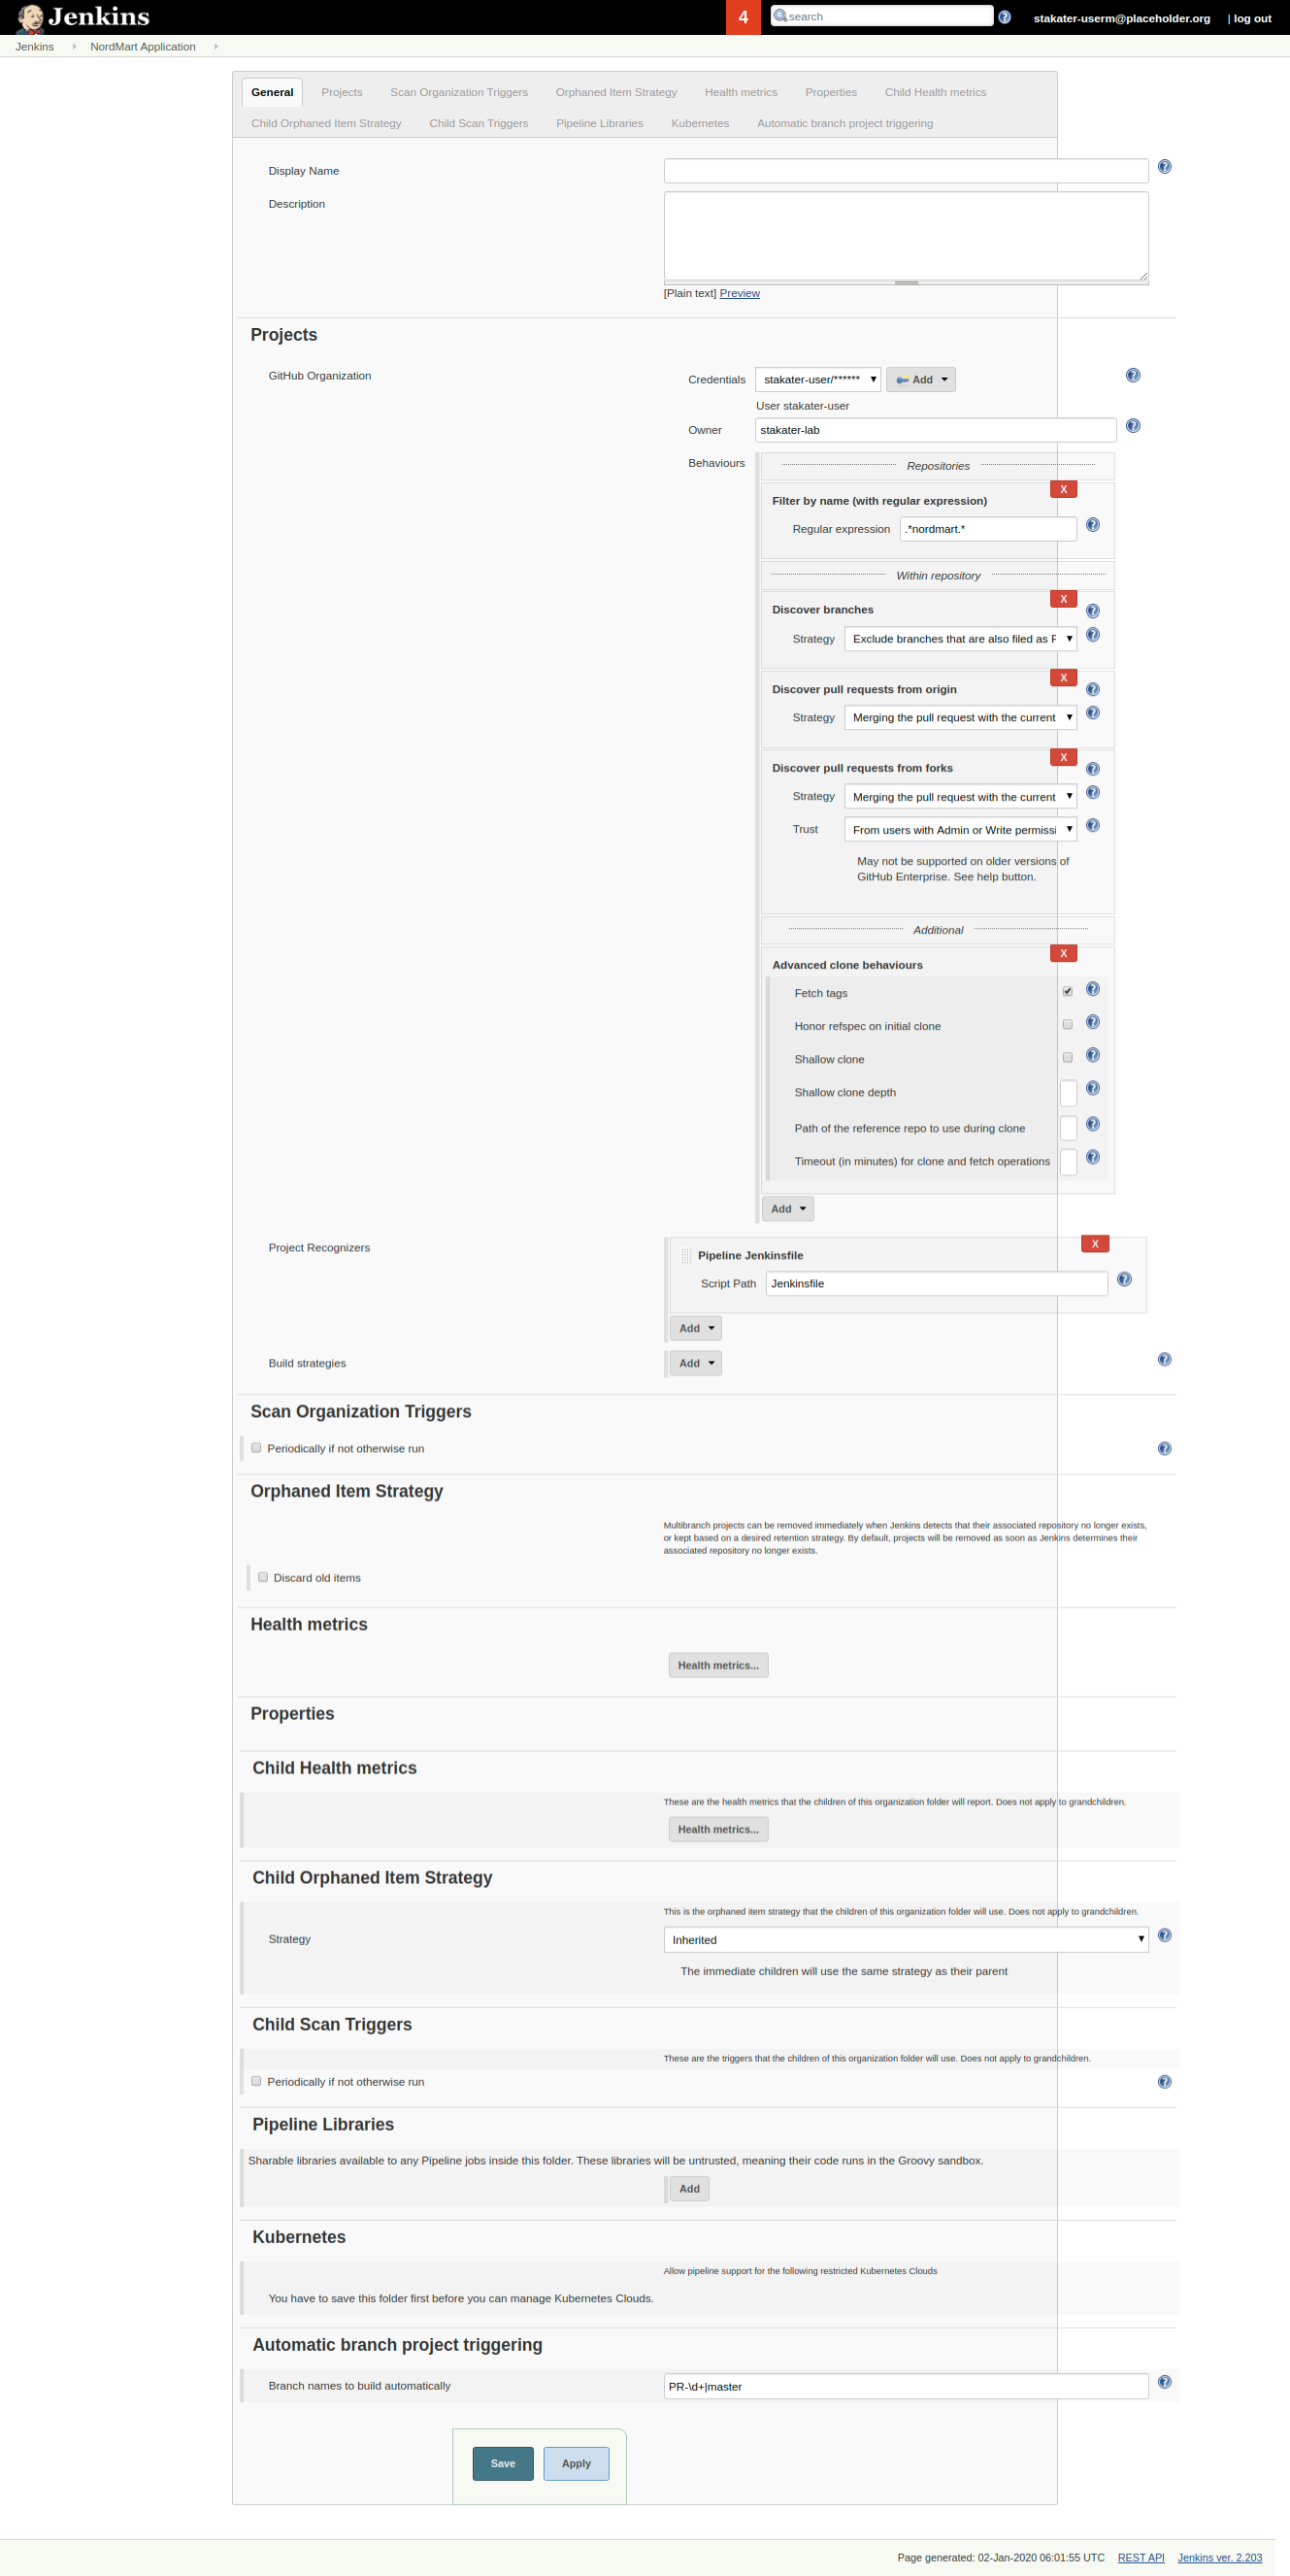 Jenkins
4
search
stakater-userm@placeholder.org
| log out
Jenkins
NordMart Application
General
Projects
Scan Organization Triggers
Orphaned Item Strategy
Health metrics
Properties
Child Health metrics
Child Orphaned Item Strategy
Child Scan Triggers
Pipeline Libraries
Kubernetes
Automatic branch project triggering
Display Name
Description
[Plain text] Preview
Projects
GitHub Organization
Credentials
stakater-user/******
Add
User stakater-user
Owner
stakater-lab
Behaviours
Repositories
X
Filter by name (with regular expression)
Regular expression
.*nordmart.*
Within repository
X
Discover branches
Strategy
Exclude branches that are also filed as
X
Discover pull requests from origin
Strategy
Merging the pull request with the current
X
Discover pull requests from forks
Strategy
Merging the pull request with the current
Trust
From users with Admin or Write permissi
May not be supported on older versions of
GitHub Enterprise. See help button.
Additional
X
Advanced clone behaviours
Fetch tags
Honor refspec on initial clone
Shallow clone
Shallow clone depth
Path of the reference repo to use during clone
Timeout (in minutes) for clone and fetch operations
Add
Project Recognizers
X
Pipeline Jenkinsfile
Script Path
Jenkinsfile
Add
Build strategies
Add
Scan Organization Triggers
Periodically if not otherwise run
Orphaned Item Strategy
Multibranch projects can be removed immediately when Jenkins detects that their associated repository no longer exists,
or kept based on a desired retention strategy. By default, projects will be removed as soon as Jenkins determines their
associated repository no longer exists.
Discard old items
Health metrics
Health metrics...
Properties
Child Health metrics
These are the health metrics that the children of this organization folder will report. Does not apply to grandchildren.
Health metrics...
Child Orphaned Item Strategy
This is the orphaned item strategy that the children of this organization folder will use. Does not apply to grandchildren.
Strategy
Inherited
The immediate children will use the same strategy as their parent
Child Scan Triggers
These are the triggers that the children of this organization folder will use. Does not apply to grandchildren.
Periodically if not otherwise run
Pipeline Libraries
Sharable libraries available to any Pipeline jobs inside this folder. These libraries will be untrusted, meaning their code runs in the Groovy sandbox.
Add
Kubernetes
Allow pipeline support for the following restricted Kubernetes Clouds
You have to save this folder first before you can manage Kubernetes Clouds.
Automatic branch project triggering
Branch names to build automatically
PR-\d+|master
Save
Apply
Page generated: 02-Jan-2020 06:01:55 UTC
REST API
Jenkins ver. 2.203